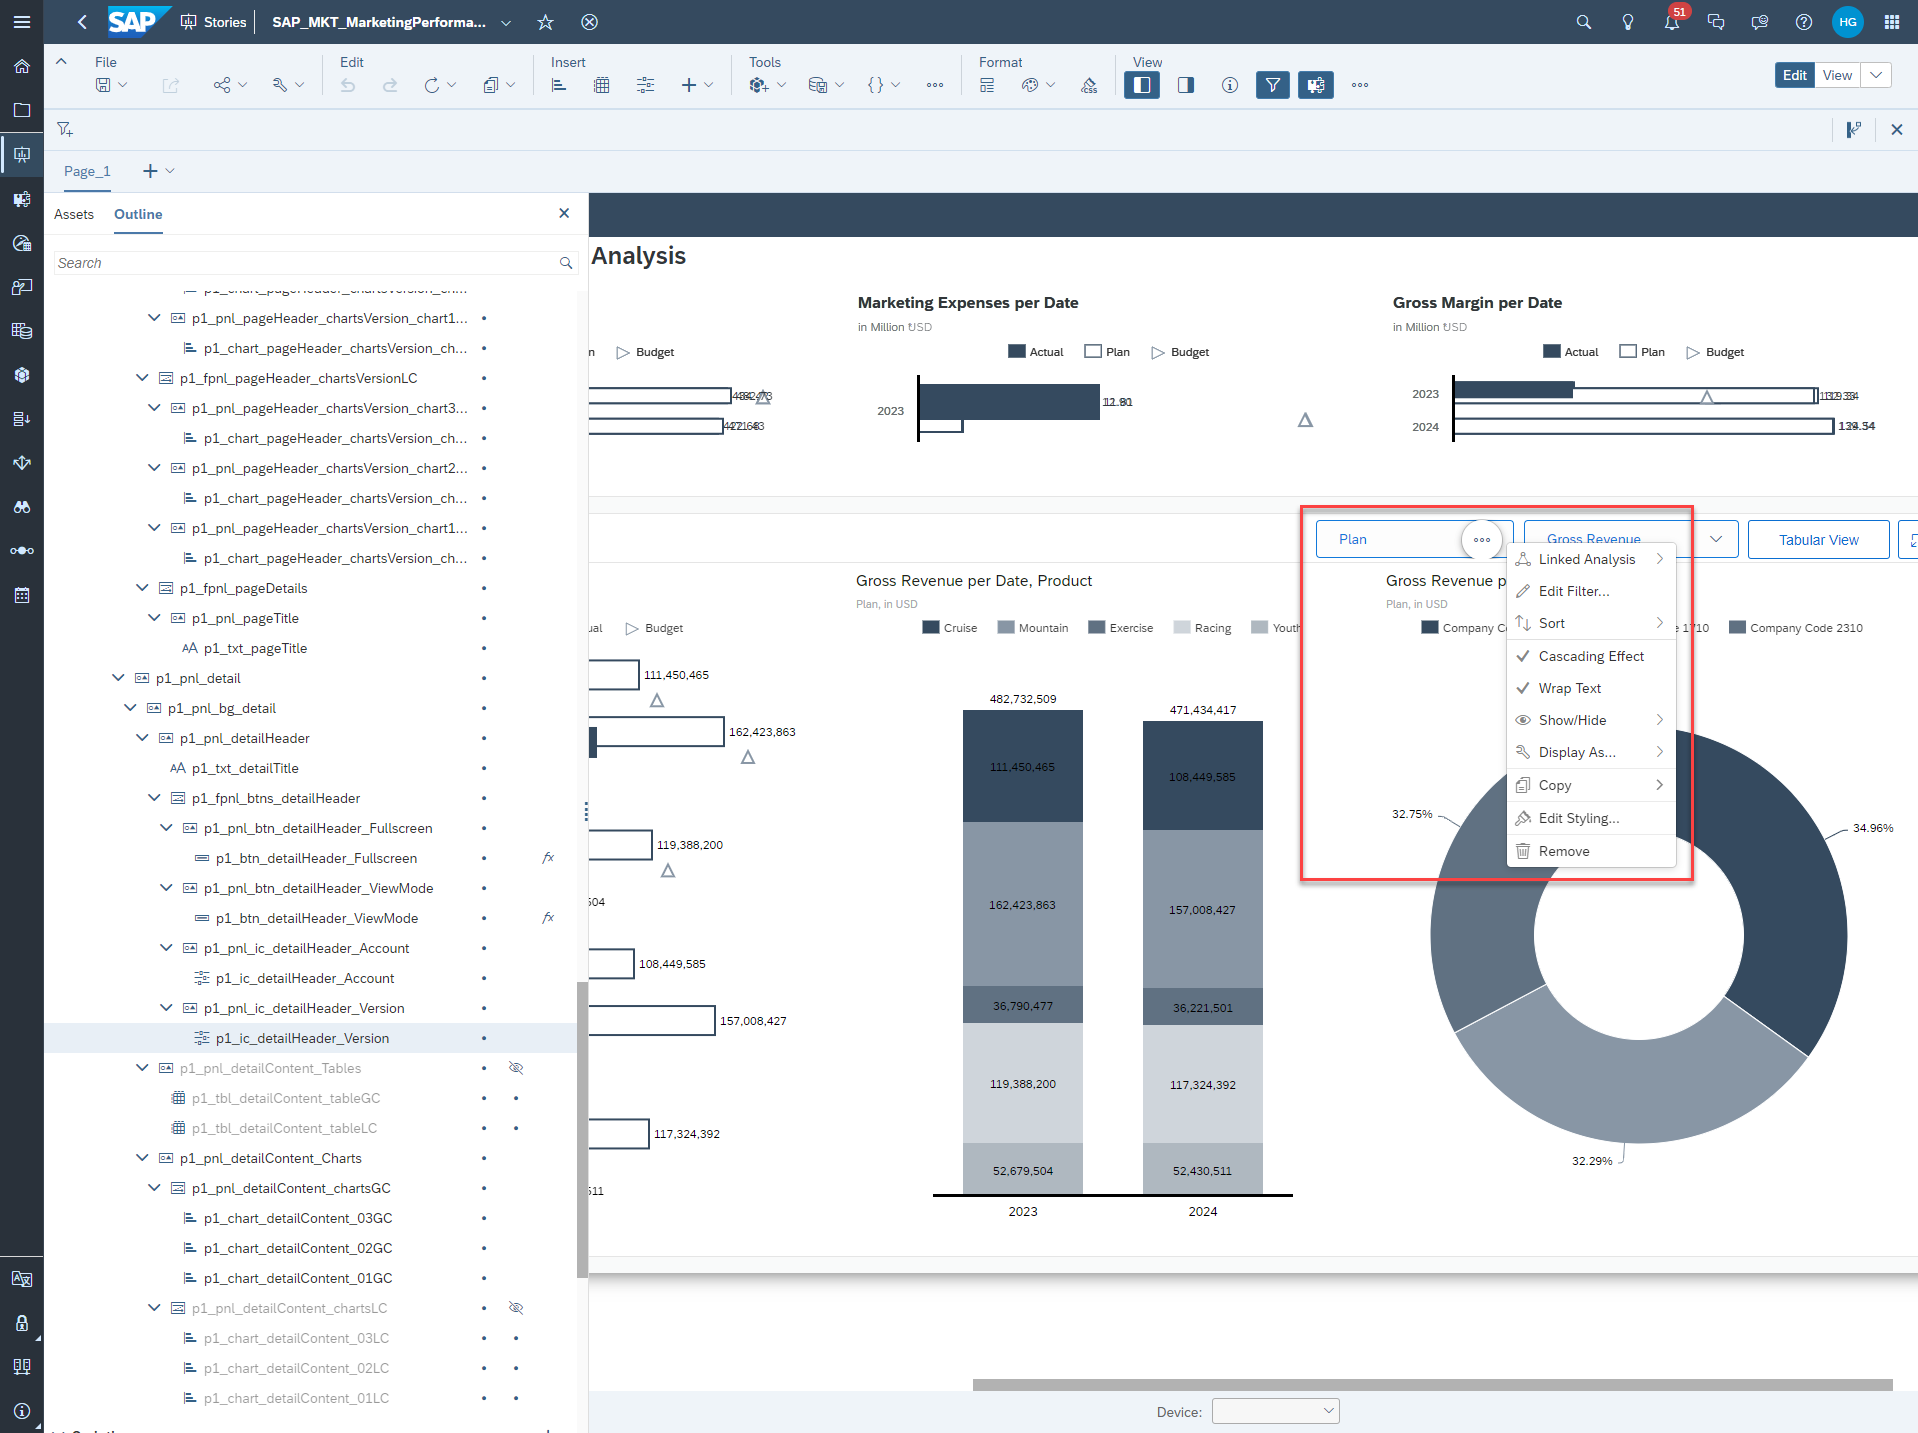 SAP Stories SAP_MKT_MarketingPerforma... 51 HG
File Edit Insert Tools Format View
CSS Edit View
Page_1
Assets Outline
Search
Analysis
p1_pnl_pageHeader_chartsVersion_chart1...
p1_chart_pageHeader_chartsVersion_ch...
p1_fpnl_pageHeader_chartsVersionLC
p1_pnl_pageHeader_chartsVersion_chart3...
p1_chart_pageHeader_chartsVersion_ch...
p1_pnl_pageHeader_chartsVersion_chart2...
p1_chart_pageHeader_chartsVersion_ch...
p1_pnl_pageHeader_chartsVersion_chart1...
p1_chart_pageHeader_chartsVersion_ch...
p1_fpnl_pageDetails
p1_pnl_pageTitle
p1_txt_pageTitle
p1_pnl_detail
p1_pnl_bg_detail
p1_pnl_detailHeader
p1_txt_detailTitle
p1_fpnl_btns_detailHeader
p1_pnl_btn_detailHeader_Fullscreen
p1_btn_detailHeader_Fullscreen fx
p1_pnl_btn_detailHeader_ViewMode
p1_btn_detailHeader_ViewMode fx
p1_pnl_ic_detailHeader_Account
p1_ic_detailHeader_Account
p1_pnl_ic_detailHeader_Version
p1_ic_detailHeader_Version
p1_pnl_detailContent_Tables
p1_tbl_detailContent_tableGC
p1_tbl_detailContent_tableLC
p1_pnl_detailContent_Charts
p1_pnl_detailContent_chartsGC
p1_chart_detailContent_03GC
p1_chart_detailContent_02GC
p1_chart_detailContent_01GC
p1_pnl_detailContent_chartsLC
p1_chart_detailContent_03LC
p1_chart_detailContent_02LC
p1_chart_detailContent_01LC
n Budget
Marketing Expenses per Date
in Million USD
Actual Plan Budget
2023
Gross Margin per Date
in Million USD
Actual Plan Budget
2023
2024
Plan Gross Revenue Tabular View
ual Budget
111,450,465
162,423,863
119,388,200
504
108,449,585
157,008,427
117,324,392
511
Gross Revenue per Date, Product
Plan, in USD
Cruise Mountain Exercise Racing Youth
482,732,509 471,434,417
111,450,465 108,449,585
162,423,863 157,008,427
36,790,477 36,221,501
119,388,200 117,324,392
52,679,504 52,430,511
2023 2024
Gross Revenue p
Plan, in USD
Company Co e 1710 Company Code 2310
32.75%
34.96%
32.29%
Linked Analysis
Edit Filter...
Sort
Cascading Effect
Wrap Text
Show/Hide
Display As...
Copy
Edit Styling...
Remove
Device: